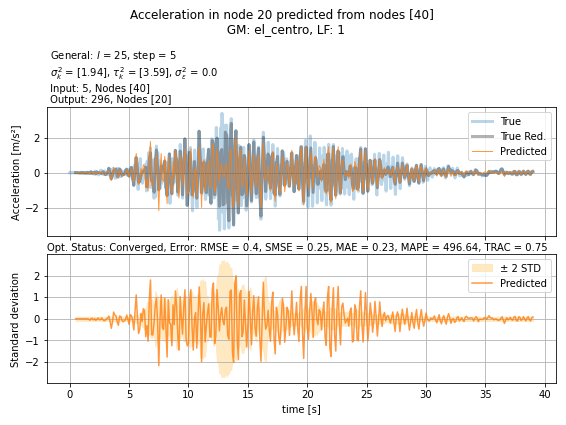 Acceleration in node 20 predicted from nodes [40]
GM: el_centro, LF: 1
General: l = 25, step = 5
σ²ₖ = [1.94], τ²ₖ = [3.59], σ²ε = 0.0
Input: 5, Nodes [40]
Output: 296, Nodes [20]
Acceleration [m/s²]
2
0
−2
True
True Red.
Predicted
Opt. Status: Converged, Error: RMSE = 0.4, SMSE = 0.25, MAE = 0.23, MAPE = 496.64, TRAC = 0.75
Standard deviation
2
1
0
−1
−2
± 2 STD
Predicted
0 5 10 15 20 25 30 35 40
time [s]